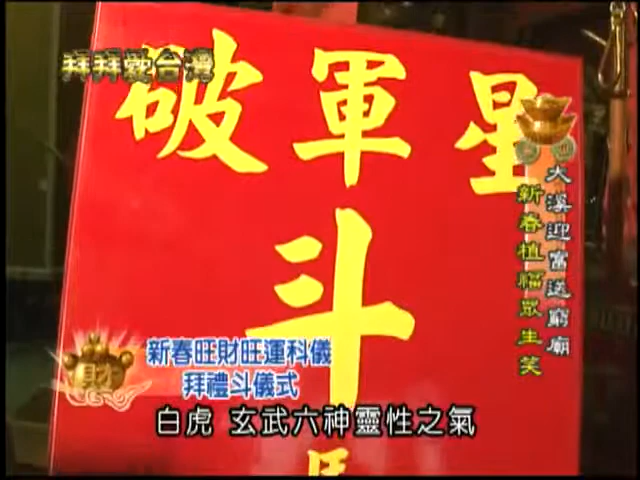 拜拜愛台灣
破軍星
斗
大溪迎富送窮廟
新春植福眾生笑
財
新春旺財旺運科儀
拜禮斗儀式
白虎 玄武六神靈性之氣